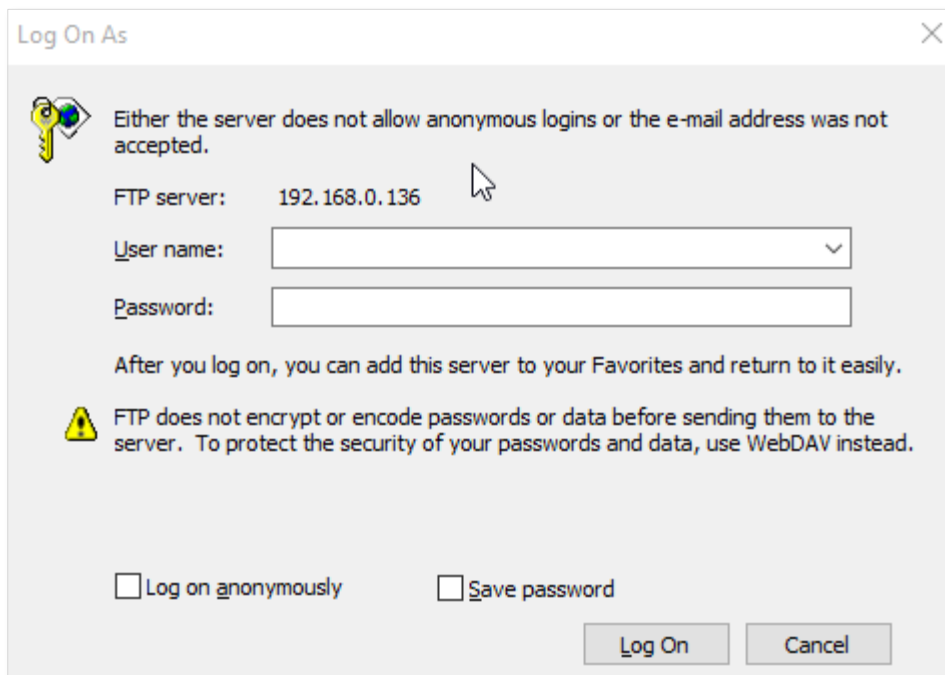 Log On As
Either the server does not allow anonymous logins or the e-mail address was not
accepted.
FTP server: 192.168.0.136
User name:
Password:
After you log on, you can add this server to your Favorites and return to it easily.
FTP does not encrypt or encode passwords or data before sending them to the
server. To protect the security of your passwords and data, use WebDAV instead.
Log on anonymously Save password
Log On Cancel